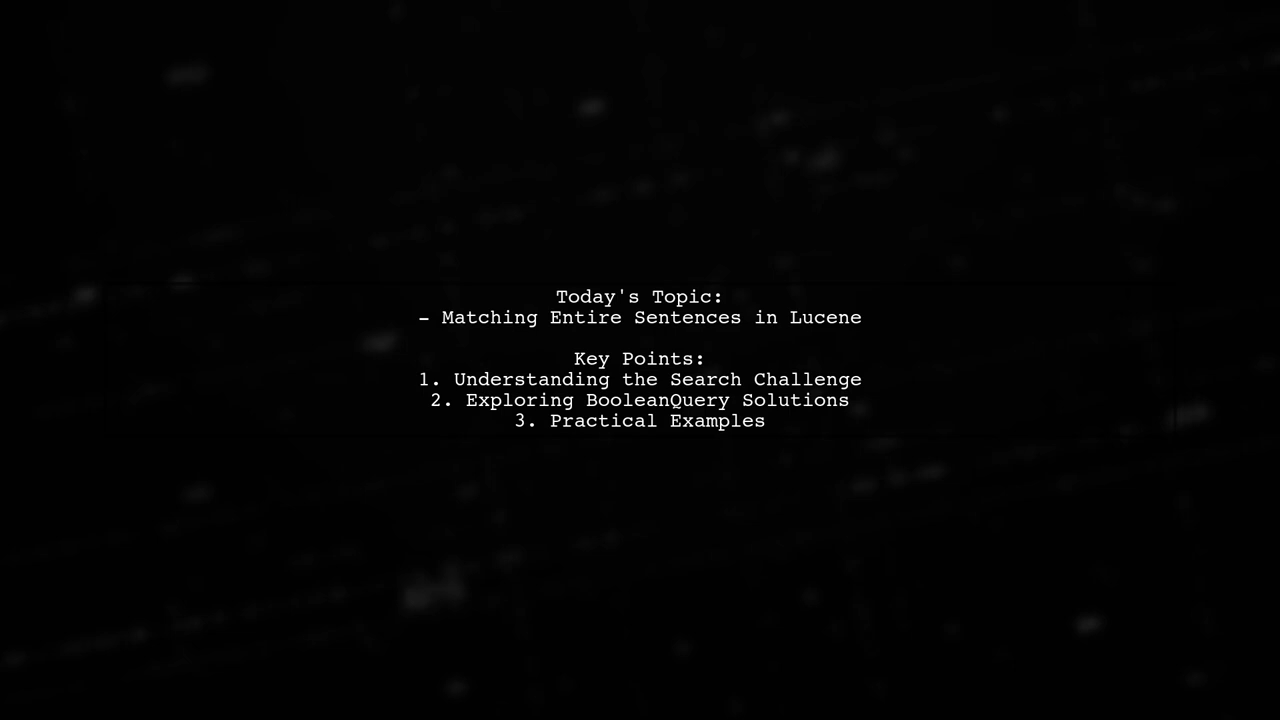 Today's Topic:
– Matching Entire Sentences in Lucene
Key Points:
1. Understanding the Search Challenge
2. Exploring BooleanQuery Solutions
3. Practical Examples